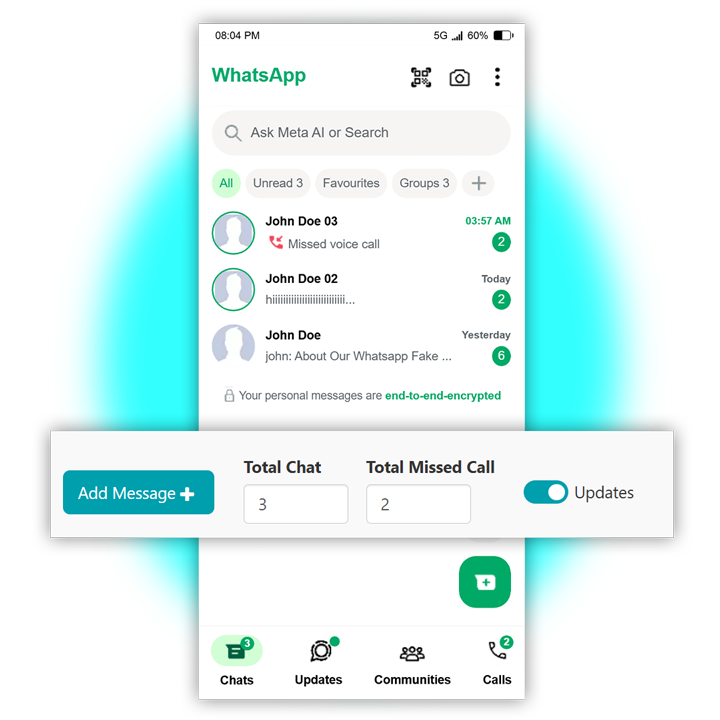 08:04 PM 5G 60%
WhatsApp
Ask Meta AI or Search
All Unread 3 Favourites Groups 3
John Doe 03 03:57 AM
Missed voice call 2
John Doe 02 Today
hiiiiiiiiiiiiiiiiiiiiiiiiiii... 2
John Doe Yesterday
john: About Our Whatsapp Fake ... 6
Your personal messages are end-to-end-encrypted
Total Chat Total Missed Call
Add Message 3 2 Updates
3 2
Chats Updates Communities Calls